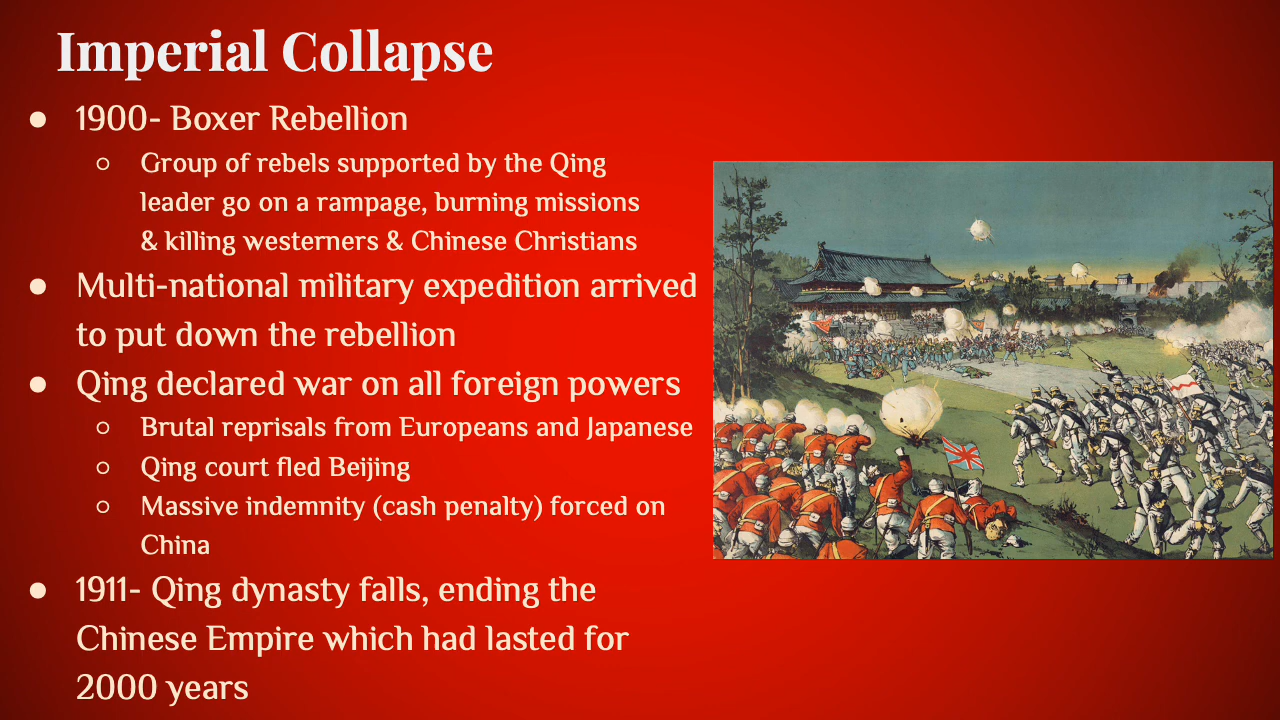 Imperial Collapse
● 1900- Boxer Rebellion
○ Group of rebels supported by the Qing
leader go on a rampage, burning missions
& killing westerners & Chinese Christians
● Multi-national military expedition arrived
to put down the rebellion
● Qing declared war on all foreign powers
○ Brutal reprisals from Europeans and Japanese
○ Qing court fled Beijing
○ Massive indemnity (cash penalty) forced on
China
● 1911- Qing dynasty falls, ending the
Chinese Empire which had lasted for
2000 years